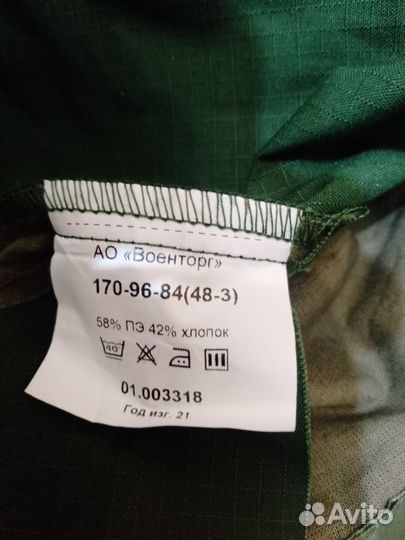 АО «Военторг»
170-96-84(48-3)
58% ПЭ 42% хлопок
40
01.003318
Год изг. 21
Avito